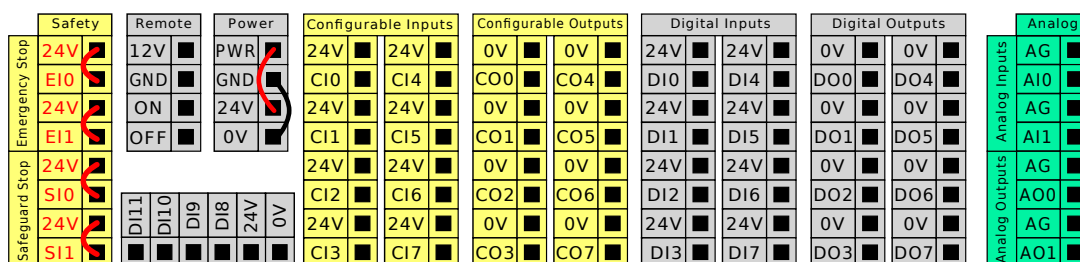 Safety
Emergency Stop
24V
EI0
24V
EI1
Safeguard Stop
24V
SI0
24V
SI1
Remote
12V
GND
ON
OFF
Power
PWR
GND
24V
0V
DI11
DI10
DI9
DI8
24V
0V
Configurable Inputs
24V 24V
CI0 CI4
24V 24V
CI1 CI5
24V 24V
CI2 CI6
24V 24V
CI3 CI7
Configurable Outputs
0V 0V
CO0 CO4
0V 0V
CO1 CO5
0V 0V
CO2 CO6
0V 0V
CO3 CO7
Digital Inputs
24V 24V
DI0 DI4
24V 24V
DI1 DI5
24V 24V
DI2 DI6
24V 24V
DI3 DI7
Digital Outputs
0V 0V
DO0 DO4
0V 0V
DO1 DO5
0V 0V
DO2 DO6
0V 0V
DO3 DO7
Analog
Analog Inputs
AG
AI0
AG
AI1
Analog Outputs
AG
AO0
AG
AO1